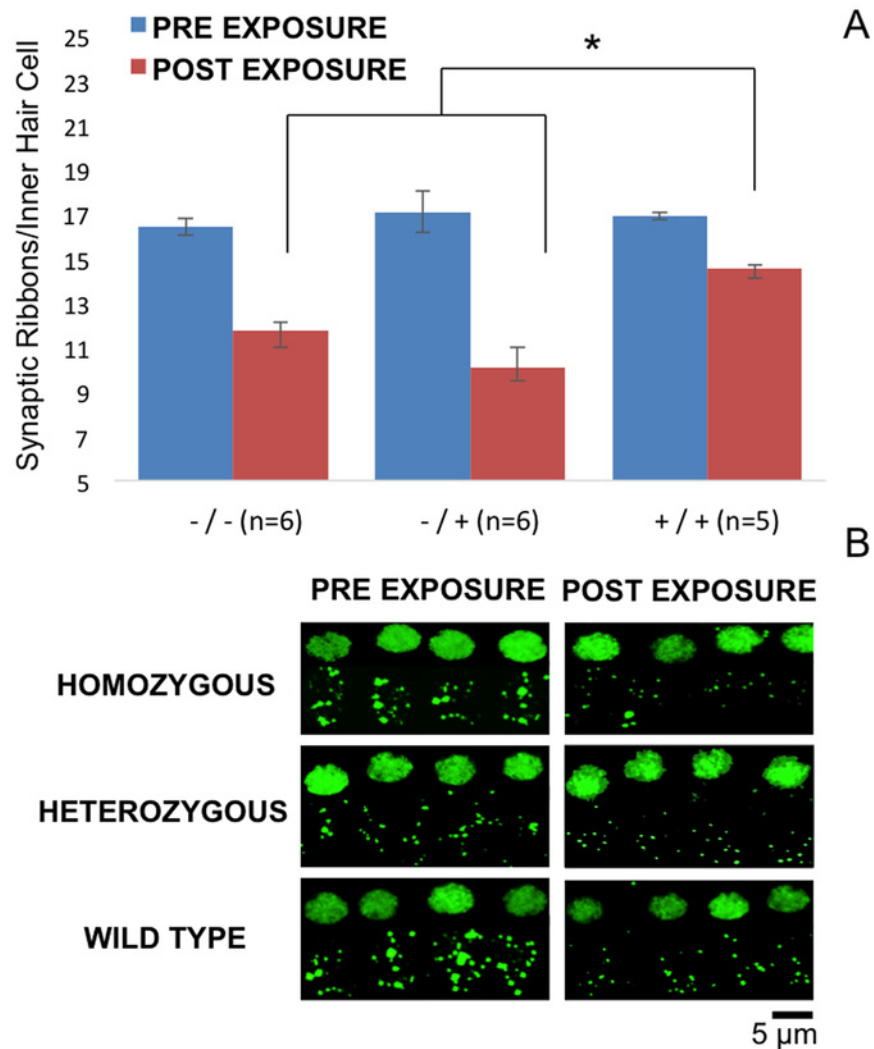 A
PRE EXPOSURE
POST EXPOSURE
*
Synaptic Ribbons/Inner Hair Cell
25
23
21
19
17
15
13
11
9
7
5
- / - (n=6)
- / + (n=6)
+ / + (n=5)
B
PRE EXPOSURE
POST EXPOSURE
HOMOZYGOUS
HETEROZYGOUS
WILD TYPE
5 µm